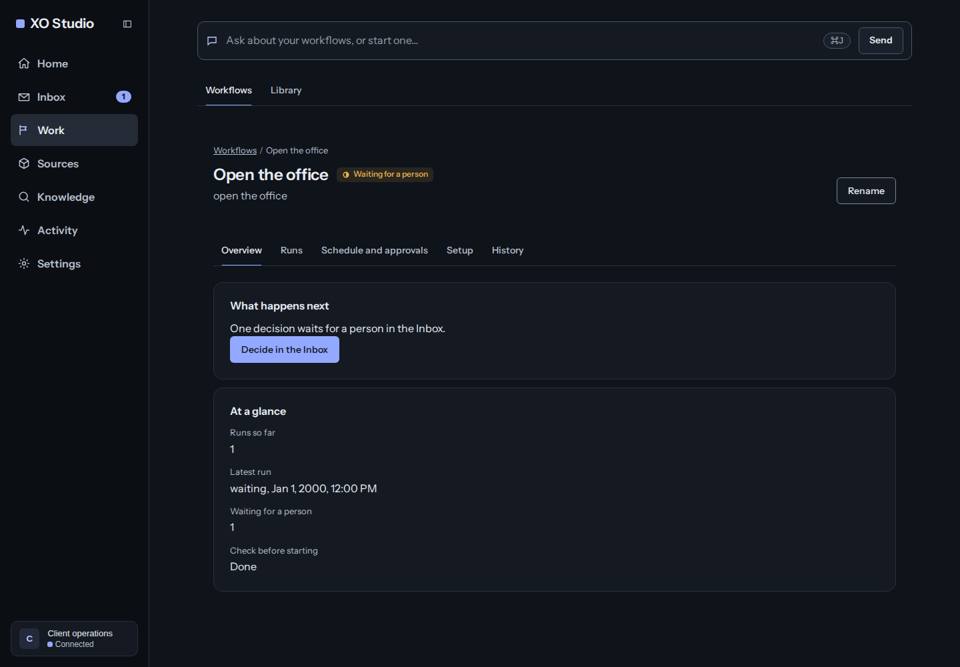 XO Studio
Home
Inbox 1
Work
Sources
Knowledge
Activity
Settings
C
Client operations
Connected
Ask about your workflows, or start one... ⌘J Send
Workflows Library
Workflows / Open the office
Open the office Waiting for a person
open the office
Rename
Overview Runs Schedule and approvals Setup History
What happens next
One decision waits for a person in the Inbox.
Decide in the Inbox
At a glance
Runs so far
1
Latest run
waiting, Jan 1, 2000, 12:00 PM
Waiting for a person
1
Check before starting
Done